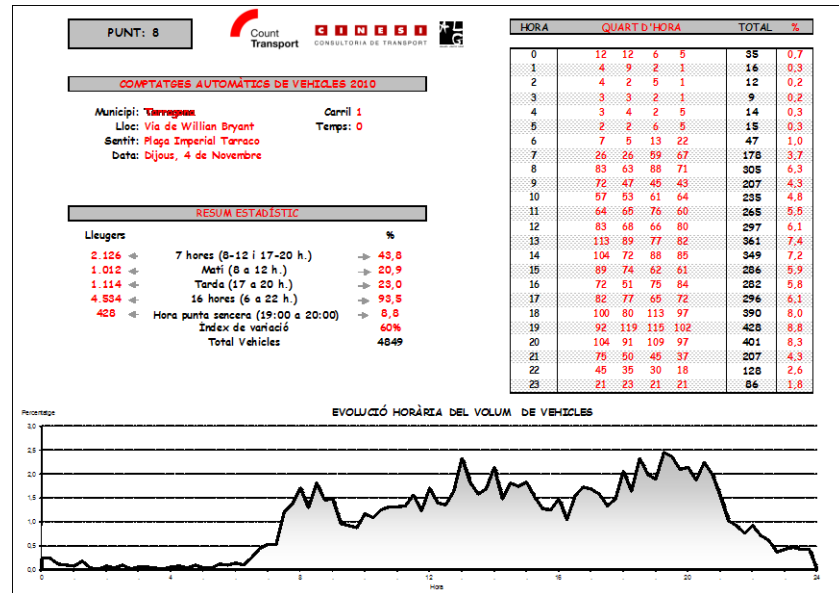 PUNT: 8
Count
Transport
CINESI
CONSULTORIA DE TRANSPORT
COMPTATGES AUTOMÀTICS DE VEHICLES 2010
Municipi: Carril 1
Lloc: Via de Willian Bryant Temps: 0
Sentit: Plaça Imperial Tarraco
Data: Dijous, 4 de Novembre
RESUM ESTADÍSTIC
Lleugers %
2.126 7 hores (8-12 i 17-20 h.) 43,8
1.012 Matí (8 a 12 h.) 20,9
1.114 Tarda (17 a 20 h.) 23,0
4.534 16 hores (6 a 22 h.) 93,5
428 Hora punta sencera (19:00 a 20:00) 8,8
Índex de variació 60%
Total Vehicles 4849
HORA QUART D'HORA TOTAL %
0 12 12 6 5 35 0,7
1 4 9 2 1 16 0,3
2 4 2 5 1 12 0,2
3 3 3 2 1 9 0,2
4 3 4 2 5 14 0,3
5 2 2 6 5 15 0,3
6 7 5 13 22 47 1,0
7 26 26 59 67 178 3,7
8 83 63 88 71 305 6,3
9 72 47 45 43 207 4,3
10 57 53 61 64 235 4,8
11 64 65 76 60 265 5,5
12 83 68 66 80 297 6,1
13 113 89 77 82 361 7,4
14 104 72 88 85 349 7,2
15 89 74 62 61 286 5,9
16 72 51 75 84 282 5,8
17 82 77 65 72 296 6,1
18 100 80 113 97 390 8,0
19 92 119 115 102 428 8,8
20 104 91 109 97 401 8,3
21 75 50 45 37 207 4,3
22 45 35 30 18 128 2,6
23 21 23 21 21 86 1,8
EVOLUCIÓ HORÀRIA DEL VOLUM DE VEHICLES
Percentatge
3,0
2,5
2,0
1,5
1,0
0,5
0,0
0 4 8 12 16 20 24
Hora